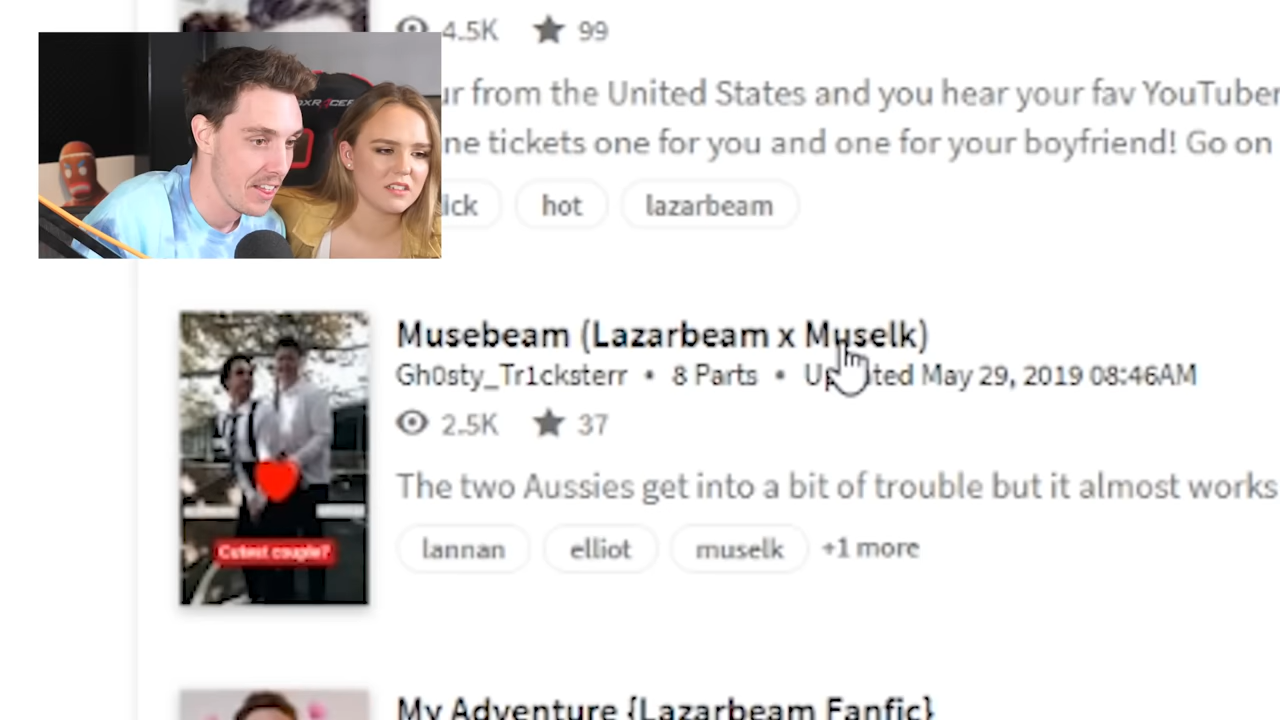 4.5K 99
ur from the United States and you hear your fav YouTuber
ne tickets one for you and one for your boyfriend! Go on
ick hot lazarbeam
Musebeam (Lazarbeam x Muselk)
Gh0sty_Tr1cksterr • 8 Parts • Updated May 29, 2019 08:46AM
2.5K 37
The two Aussies get into a bit of trouble but it almost works
lannan elliot muselk +1 more
Cutest couple?
My Adventure {Lazarbeam Fanfic}